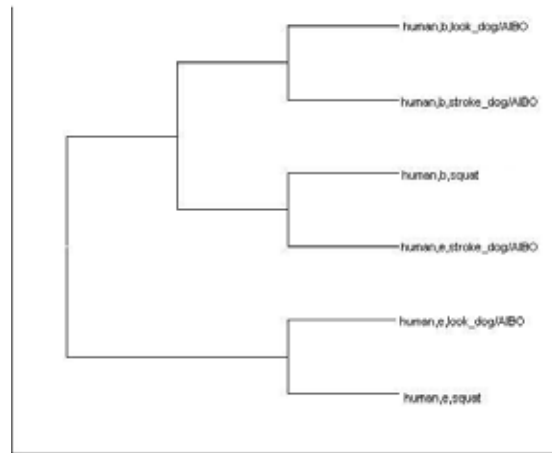 human,b,look_dog/AIBO
human,b,stroke_dog/AIBO
human,b,squat
human,e,stroke_dog/AIBO
human,e,look_dog/AIBO
human,e,squat